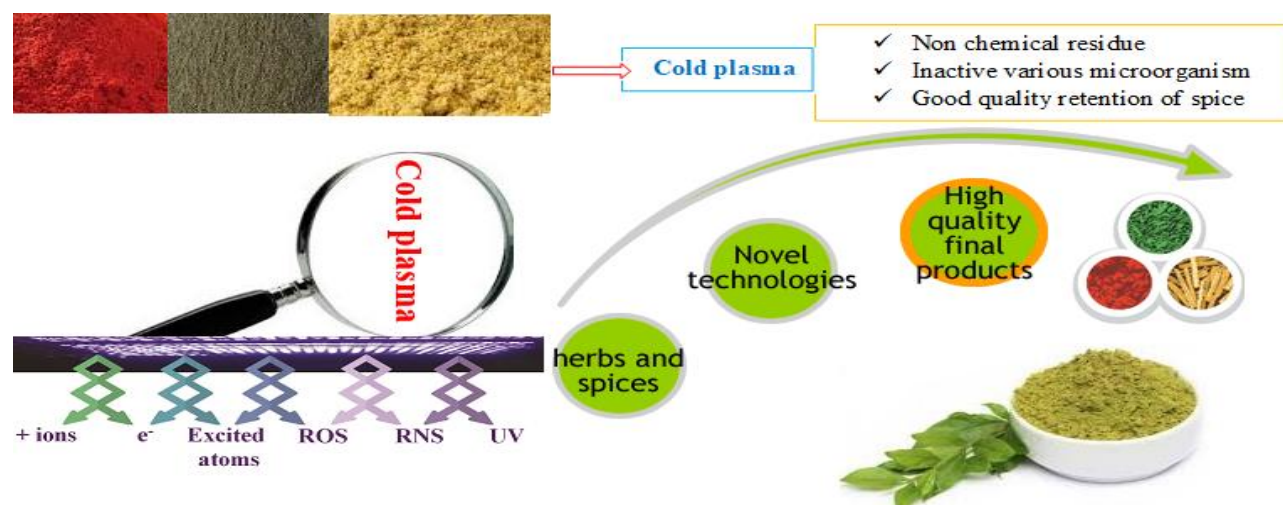 Cold plasma
✓ Non chemical residue
✓ Inactive various microorganism
✓ Good quality retention of spice
Cold plasma
herbs and
spices
Novel
technologies
High
quality
final
products
+ ions
e-
Excited
atoms
ROS
RNS
UV